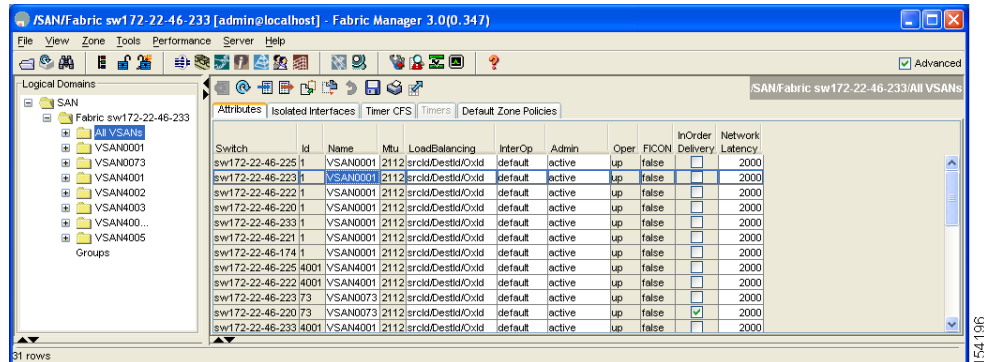 /SAN/Fabric sw172-22-46-233 [admin@localhost] - Fabric Manager 3.0(0.347)
File View Zone Tools Performance Server Help
Advanced
Logical Domains
/SAN/Fabric sw172-22-46-233/All VSANs
SAN
Fabric sw172-22-46-233
All VSANs
VSAN0001
VSAN0073
VSAN4001
VSAN4002
VSAN4003
VSAN400...
VSAN4005
Groups
Attributes Isolated Interfaces Timer CFS Timers Default Zone Policies
Switch Id Name Mtu LoadBalancing InterOp Admin Oper FICON InOrder Delivery Network Latency
sw172-22-46-225 1 VSAN0001 2112 srcId/DestId/OxId default active up false 2000
sw172-22-46-223 1 VSAN0001 2112 srcId/DestId/OxId default active up false 2000
sw172-22-46-222 1 VSAN0001 2112 srcId/DestId/OxId default active up false 2000
sw172-22-46-220 1 VSAN0001 2112 srcId/DestId/OxId default active up false 2000
sw172-22-46-233 1 VSAN0001 2112 srcId/DestId/OxId default active up false 2000
sw172-22-46-221 1 VSAN0001 2112 srcId/DestId/OxId default active up false 2000
sw172-22-46-174 1 VSAN0001 2112 srcId/DestId/OxId default active up false 2000
sw172-22-46-225 4001 VSAN4001 2112 srcId/DestId/OxId default active up false 2000
sw172-22-46-222 4001 VSAN4001 2112 srcId/DestId/OxId default active up false 2000
sw172-22-46-223 73 VSAN0073 2112 srcId/DestId/OxId default active up false 2000
sw172-22-46-220 73 VSAN0073 2112 srcId/DestId/OxId default active up false 2000
sw172-22-46-233 4001 VSAN4001 2112 srcId/DestId/OxId default active up false 2000
31 rows
154196